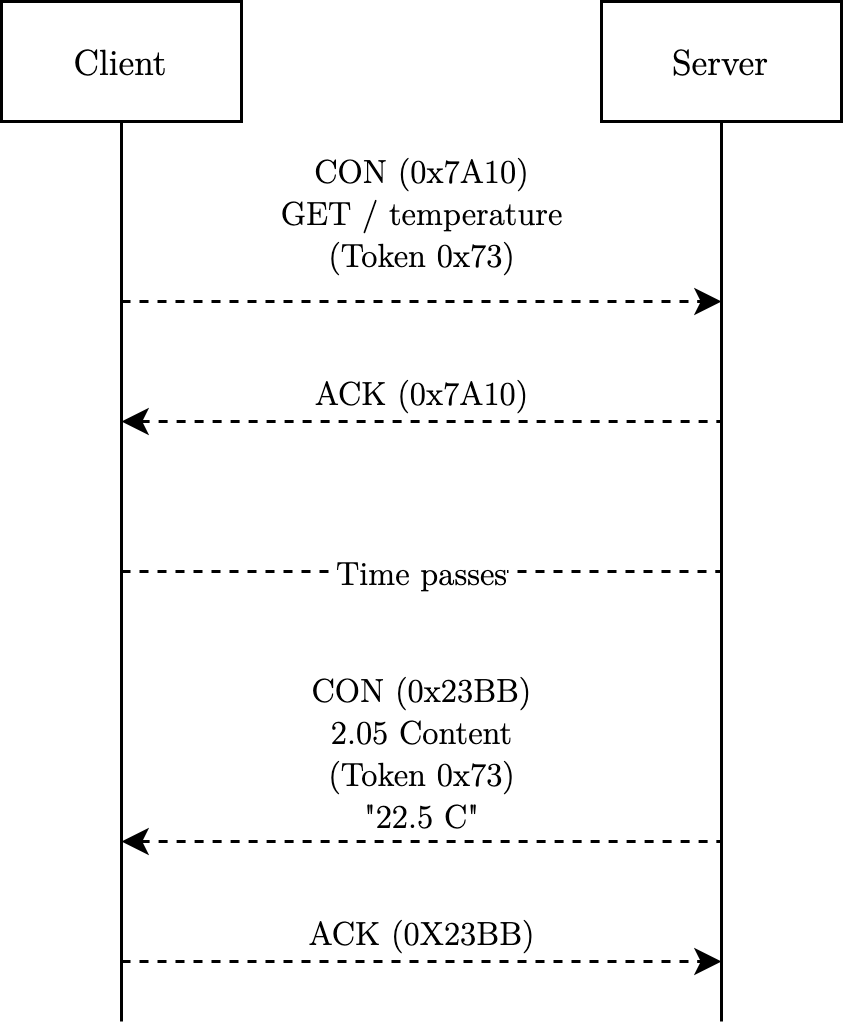 Client
Server
CON (0x7A10)
GET / temperature
(Token 0x73)
ACK (0x7A10)
Time passes
CON (0x23BB)
2.05 Content
(Token 0x73)
"22.5 C"
ACK (0X23BB)